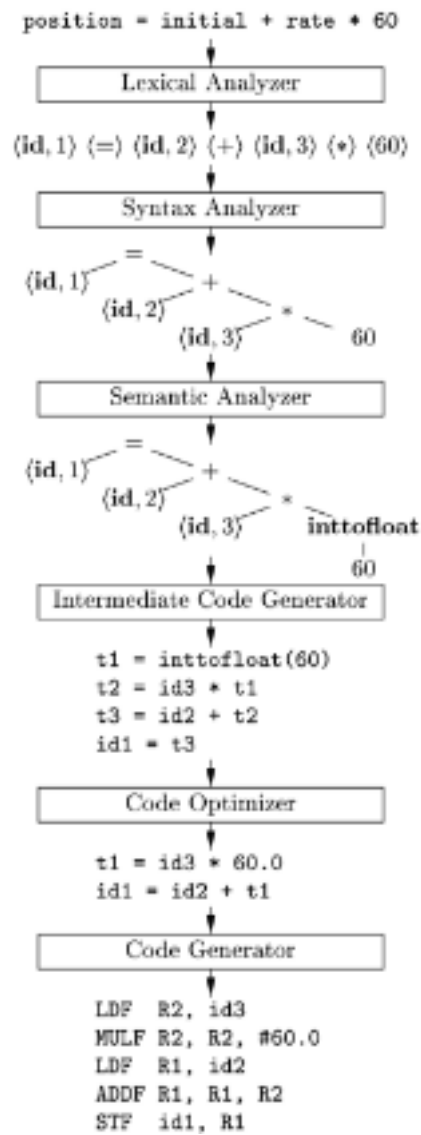 position = initial + rate * 60
Lexical Analyzer
⟨id, 1⟩ ⟨=⟩ ⟨id, 2⟩ ⟨+⟩ ⟨id, 3⟩ ⟨*⟩ ⟨60⟩
Syntax Analyzer
=
⟨id, 1⟩ +
⟨id, 2⟩ *
⟨id, 3⟩ 60
Semantic Analyzer
=
⟨id, 1⟩ +
⟨id, 2⟩ *
⟨id, 3⟩ inttofloat
60
Intermediate Code Generator
t1 = inttofloat(60)
t2 = id3 * t1
t3 = id2 + t2
id1 = t3
Code Optimizer
t1 = id3 * 60.0
id1 = id2 + t1
Code Generator
LDF R2, id3
MULF R2, R2, #60.0
LDF R1, id2
ADDF R1, R1, R2
STF id1, R1